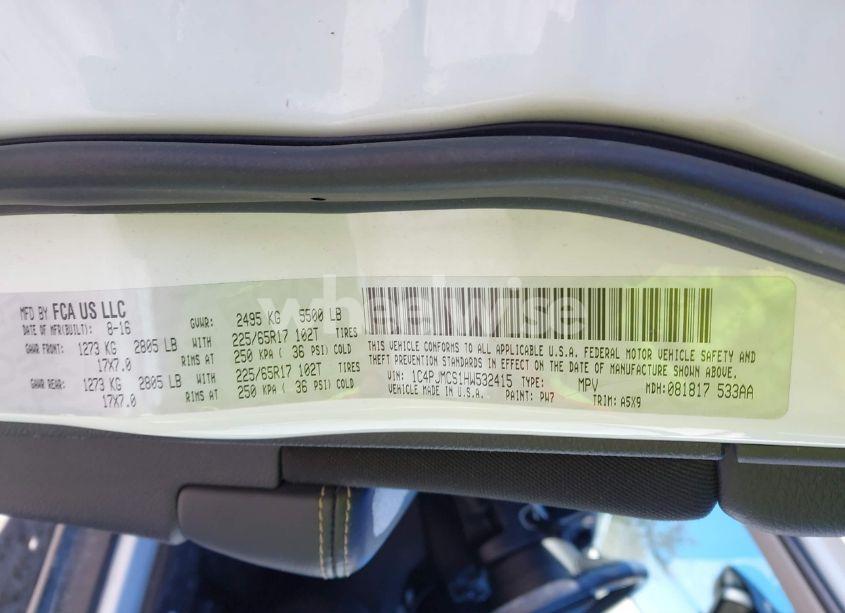 MFD BY FCA US LLC
DATE OF MFR(BUILT): 8-16
GVWR: 2495 KG 5500 LB
GAWR FRONT: 1273 KG 2805 LB WITH 225/65R17 102T TIRES
17X7.0 RIMS AT 250 KPA ( 36 PSI) COLD
GAWR REAR: 1273 KG 2805 LB WITH 225/65R17 102T TIRES
17X7.0 RIMS AT 250 KPA ( 36 PSI) COLD
THIS VEHICLE CONFORMS TO ALL APPLICABLE U.S.A. FEDERAL MOTOR VEHICLE SAFETY AND
THEFT PREVENTION STANDARDS IN EFFECT ON THE DATE OF MANUFACTURE SHOWN ABOVE.
VIN: 1C4PJMCS1HW532415 TYPE: MPV MDH: 081817 533AA
VEHICLE MADE IN U.S.A. PAINT: PW7 TRIM: A5X9
wheelwise